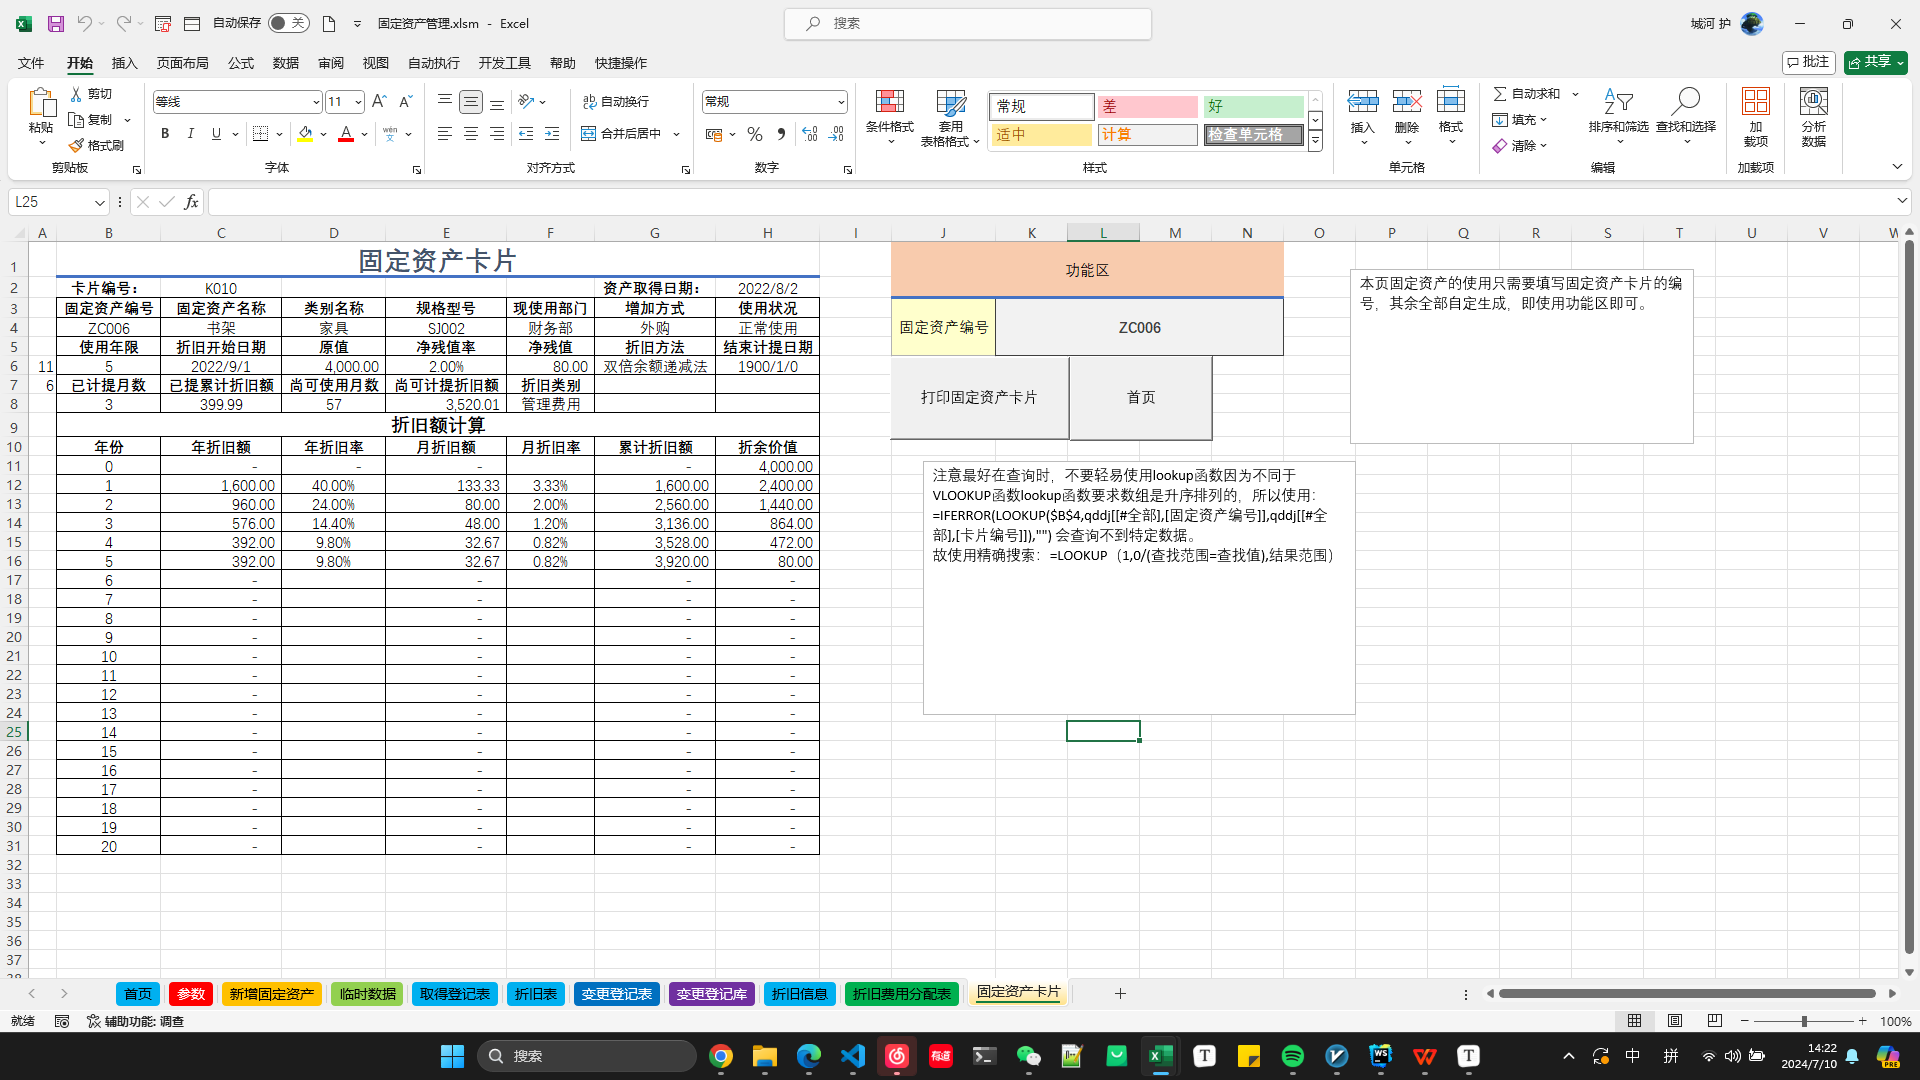 自动保存 关 固定资产管理.xlsm - Excel 搜索 城河 护
文件 开始 插入 页面布局 公式 数据 审阅 视图 自动执行 开发工具 帮助 快捷操作 批注 共享
粘贴 剪切 复制 格式刷 剪贴板
等线 11 B I U wén 文 字体
自动换行 合并后居中 对齐方式
常规 数字
条件格式 套用 表格格式 常规 差 好 适中 计算 检查单元格 样式
插入 删除 格式 单元格
自动求和 填充 清除 排序和筛选 查找和选择 编辑
加 载项 加载项 分析 数据
L25 fx
A B C D E F G H I J K L M N O P Q R S T U V W
1 固定资产卡片
2 卡片编号： K010 资产取得日期： 2022/8/2
3 固定资产编号 固定资产名称 类别名称 规格型号 现使用部门 增加方式 使用状况
4 ZC006 书架 家具 SJ002 财务部 外购 正常使用
5 使用年限 折旧开始日期 原值 净残值率 净残值 折旧方法 结束计提日期
6 11 5 2022/9/1 4,000.00 2.00% 80.00 双倍余额递减法 1900/1/0
7 6 已计提月数 已提累计折旧额 尚可使用月数 尚可计提折旧额 折旧类别
8 3 399.99 57 3,520.01 管理费用
9 折旧额计算
10 年份 年折旧额 年折旧率 月折旧额 月折旧率 累计折旧额 折余价值
11 0 - - - - 4,000.00
12 1 1,600.00 40.00% 133.33 3.33% 1,600.00 2,400.00
13 2 960.00 24.00% 80.00 2.00% 2,560.00 1,440.00
14 3 576.00 14.40% 48.00 1.20% 3,136.00 864.00
15 4 392.00 9.80% 32.67 0.82% 3,528.00 472.00
16 5 392.00 9.80% 32.67 0.82% 3,920.00 80.00
17 6 - - - -
18 7 - - - -
19 8 - - - -
20 9 - - - -
21 10 - - - -
22 11 - - - -
23 12 - - - -
24 13 - - - -
25 14 - - - -
26 15 - - - -
27 16 - - - -
28 17 - - - -
29 18 - - - -
30 19 - - - -
31 20 - - - -
32
33
34
35
36
37
38
功能区
固定资产编号 ZC006
打印固定资产卡片 首页
本页固定资产的使用只需要填写固定资产卡片的编
号，其余全部自定生成，即使用功能区即可。
注意最好在查询时，不要轻易使用lookup函数因为不同于
VLOOKUP函数lookup函数要求数组是升序排列的，所以使用：
=IFERROR(LOOKUP($B$4,qddj[[#全部],[固定资产编号]],qddj[[#全
部],[卡片编号]]),"") 会查询不到特定数据。
故使用精确搜索：=LOOKUP（1,0/(查找范围=查找值),结果范围）
首页 参数 新增固定资产 临时数据 取得登记表 折旧表 变更登记表 变更登记库 折旧信息 折旧费用分配表 固定资产卡片
就绪 辅助功能: 调查 100%
搜索 有道 T WS T 中 拼 14:22
2024/7/10 PRE